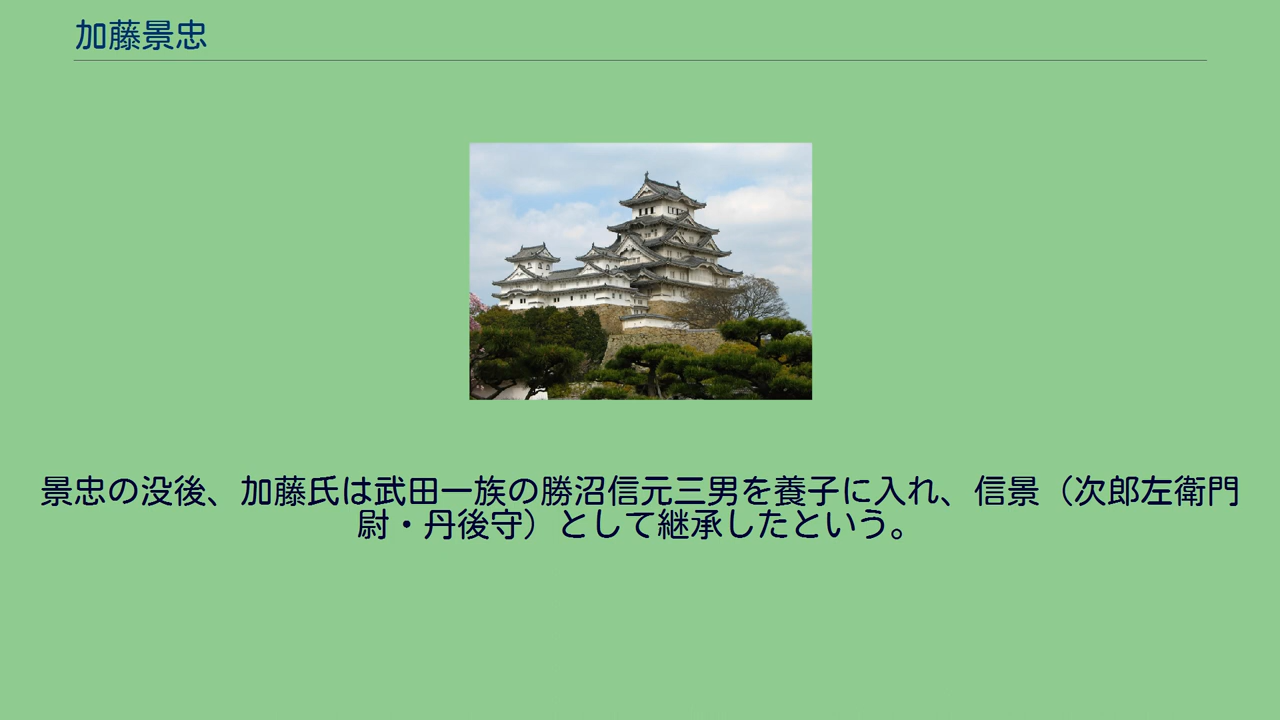 加藤景忠
景忠の没後、加藤氏は武田一族の勝沼信元三男を養子に入れ、信景（次郎左衛門
尉・丹後守）として継承したという。